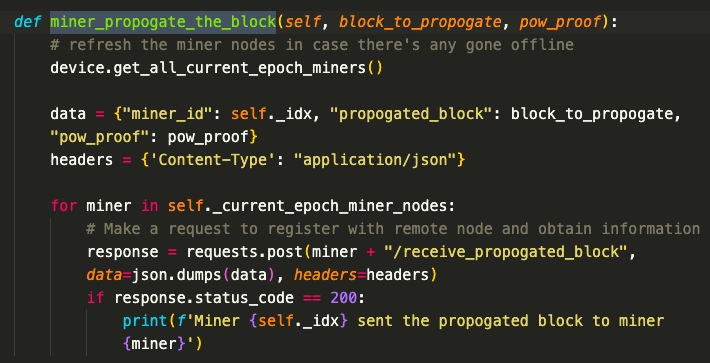 def miner_propogate_the_block(self, block_to_propogate, pow_proof):
# refresh the miner nodes in case there's any gone offline
device.get_all_current_epoch_miners()
data = {"miner_id": self._idx, "propogated_block": block_to_propogate,
"pow_proof": pow_proof}
headers = {'Content-Type': "application/json"}
for miner in self._current_epoch_miner_nodes:
# Make a request to register with remote node and obtain information
response = requests.post(miner + "/receive_propogated_block",
data=json.dumps(data), headers=headers)
if response.status_code == 200:
print(f'Miner {self._idx} sent the propogated block to miner
{miner}')